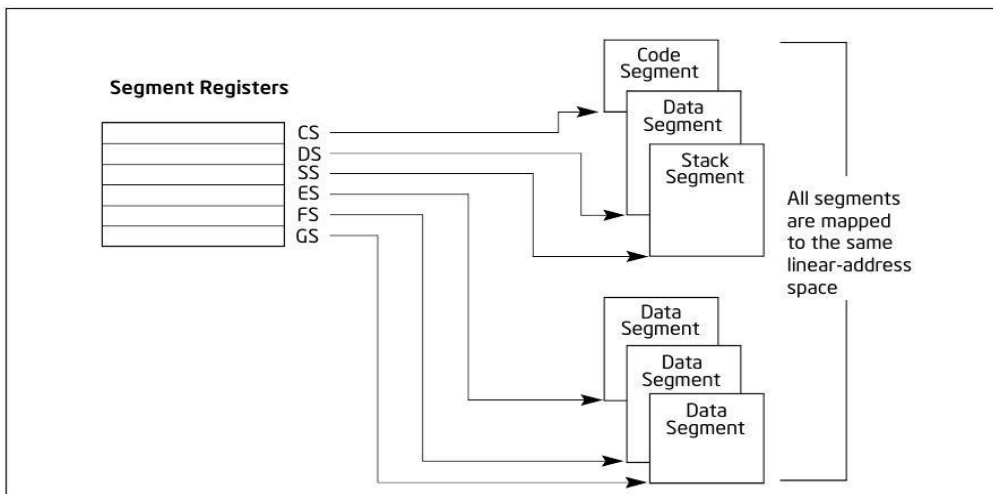 Segment Registers
CS
DS
SS
ES
FS
GS
Code
Segment
Data
Segment
Stack
Segment
Data
Segment
Data
Segment
Data
Segment
All segments
are mapped
to the same
linear-address
space